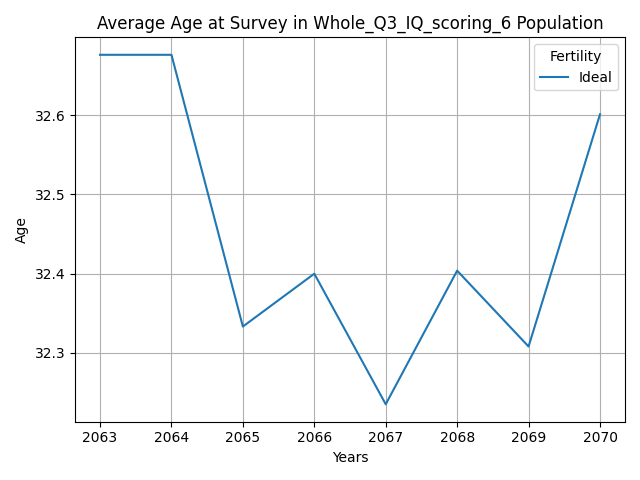 Average Age at Survey in Whole_Q3_IQ_scoring_6 Population
Fertility
Ideal
32.6
32.5
32.4
32.3
Age
2063 2064 2065 2066 2067 2068 2069 2070
Years